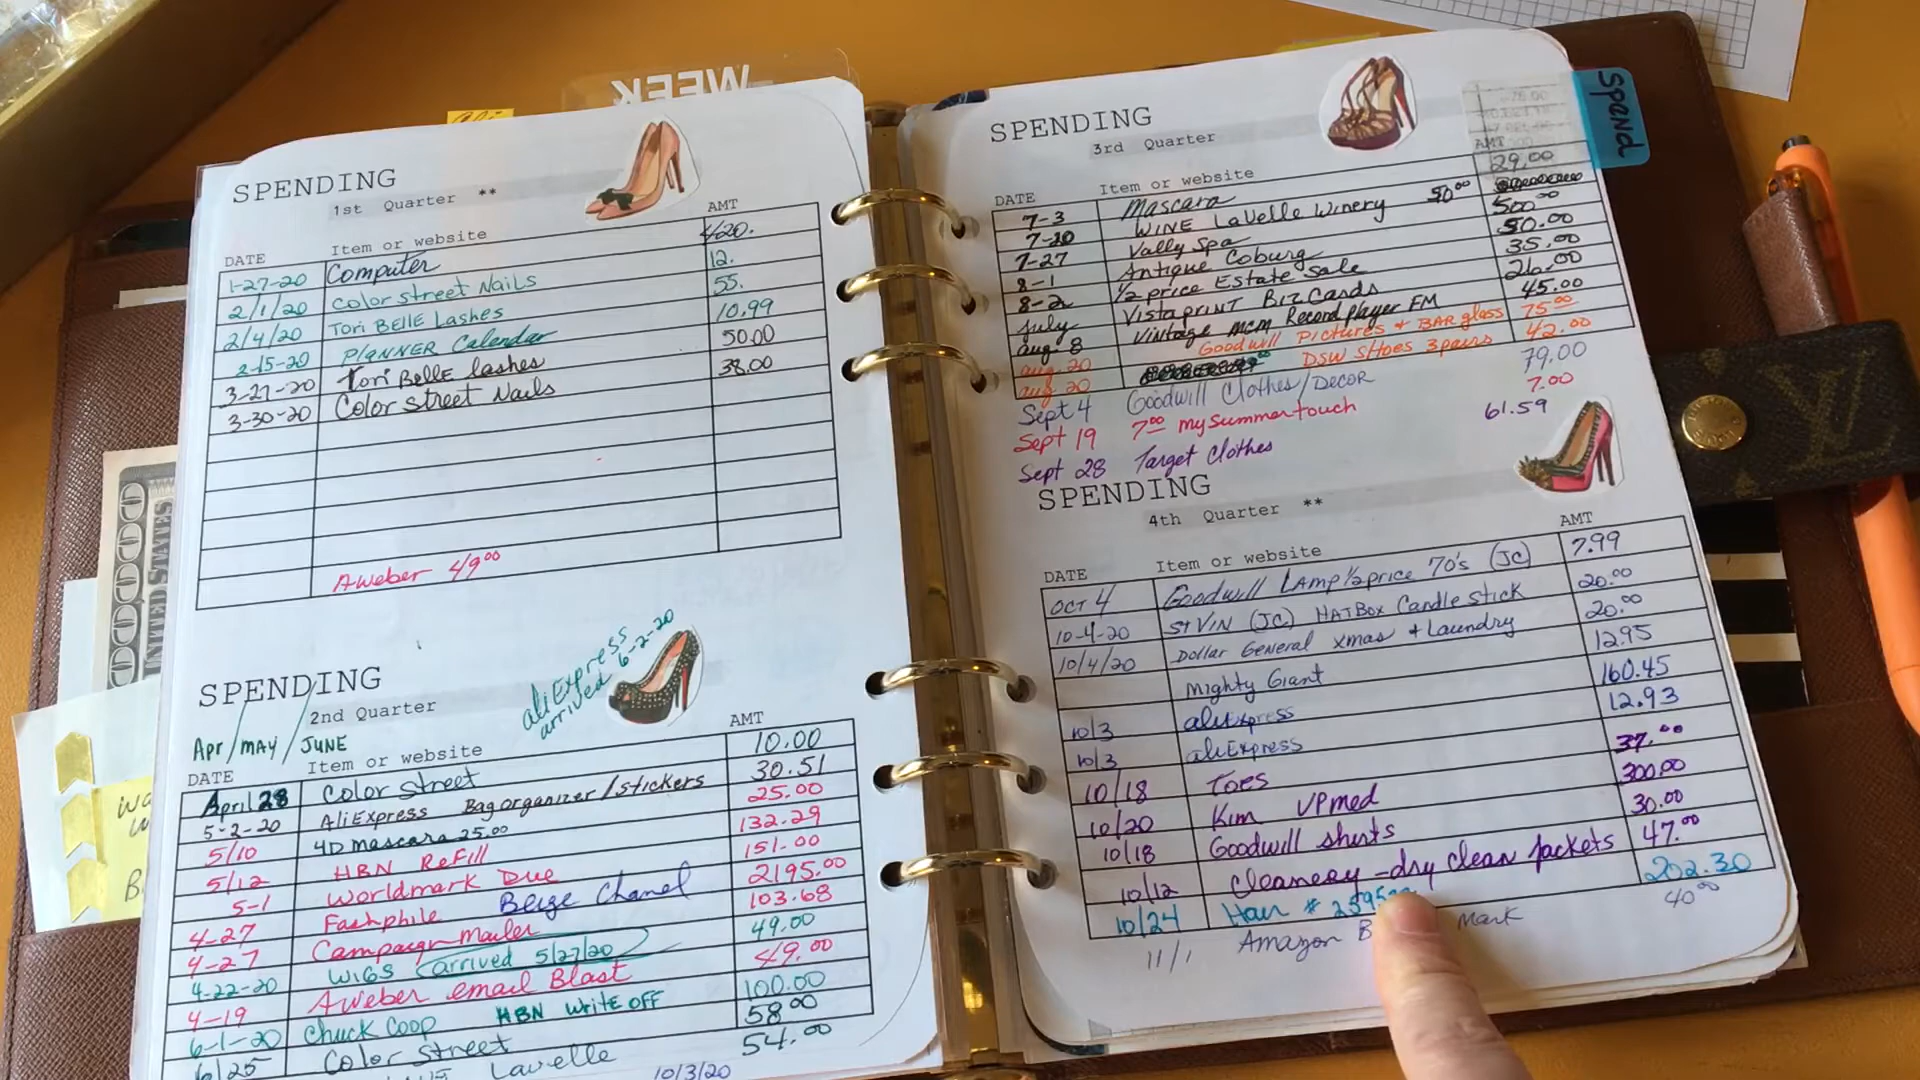 WEEK
SPENDING
1st Quarter **
DATE Item or website AMT
1-27-20 Computer 420.
2/1/20 Color Street Nails 12.
2/4/20 Tori BELLE Lashes 55.
2-15-20 PLANNER Calendar 10.99
3-27-20 Tori Belle lashes 50.00
3-30-20 Color Street Nails 38.00
Aweber 49.00
SPENDING
2nd Quarter
Apr/MAY/JUNE
aliExpress
arrived 6-2-20
DATE Item or website AMT
April 28 Color Street 10.00
5-2-20 AliExpress Bag organizer/stickers 30.51
5/10 4D mascara 25.00 25.00
5/12 HBN ReFill 132.29
5-1 Worldmark Due 151.00
4-27 Fashphile Beige Chanel 2195.00
4-27 Campaign Mailer 103.68
4-22-20 WIGS arrived 5/27/20 49.00
4-19 Aweber email Blast 49.00
6-1-20 Chuck Coop HBN Write OFF 100.00
6/25 Color Street 58.00
Lavelle 54.00
10/3/20
Spend
SPENDING
3rd Quarter
DATE Item or website AMT
7-3 Mascara 29.00
7-20 WINE LaVelle Winery 50.00
7-27 Vally Spa 500.00
8-1 Antique Coburg 50.00
8-2 1/2 price Estate Sale 35.00
July Vistaprint Biz Cards 26.00
aug. 8 Vintage MCM Record player FM 45.00
aug. 20 Goodwill Pictures + BAR glass 75.00
aug 20 DSW SHoes 3 pairs 42.00
Sept 4 Goodwill Clothes/Decor 79.00
Sept 19 7.00 mysummertouch 7.00
Sept 28 Target Clothes 61.59
SPENDING
4th Quarter **
DATE Item or website AMT
OCT 4 Goodwill LAmp 1/2 price 70's (JC) 7.99
10-4-20 St VIN (JC) HATBox Candle Stick 20.00
10/4/20 Dollar General xmas + Laundry 20.00
Mighty Giant 12.95
10/3 aliExpress 160.45
10/3 aliExpress 12.93
10/18 Toes 37.00
10/20 Kim VPmed 300.00
10/18 Goodwill shirts 30.00
10/12 Cleanery - dry clean jackets 47.00
10/24 Hair # 202.30
11/1 Amazon Mark 40.00